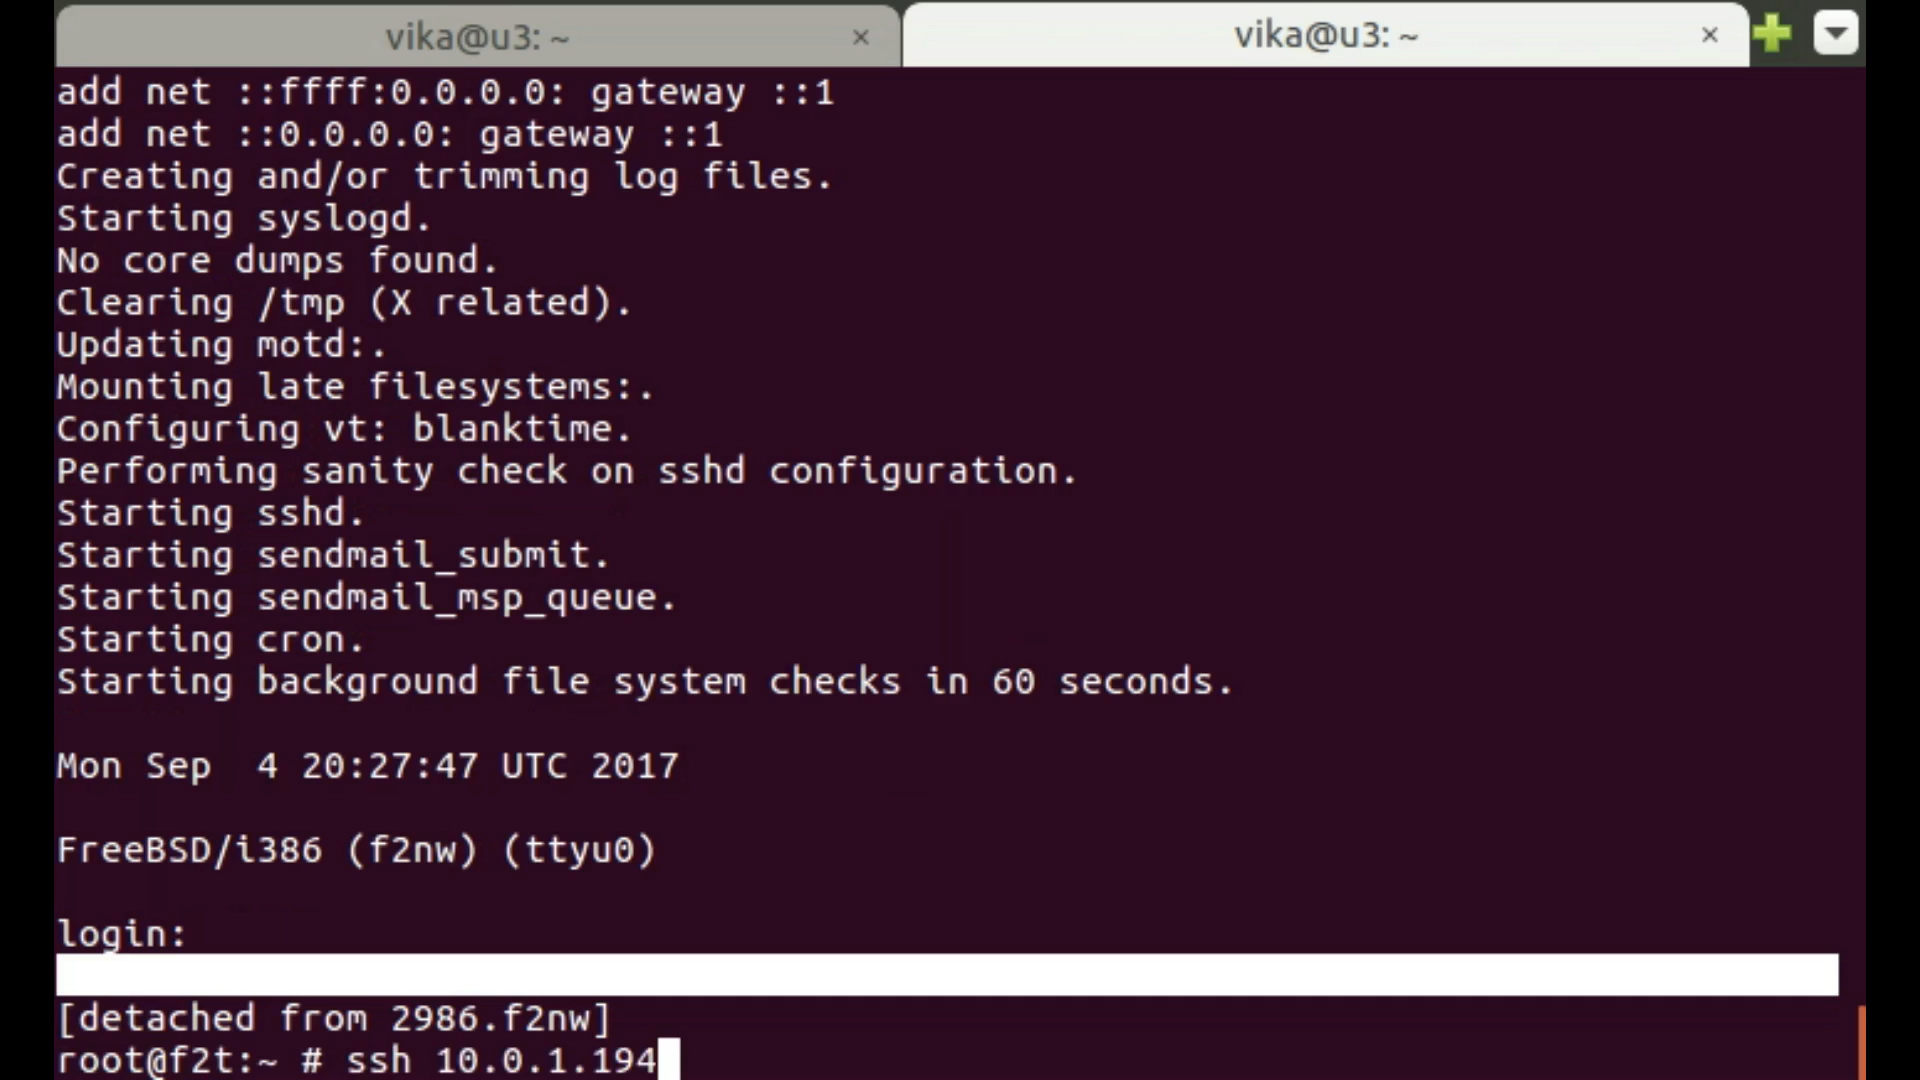 vika@u3: ~ ×
vika@u3: ~ ×
add net ::ffff:0.0.0.0: gateway ::1
add net ::0.0.0.0: gateway ::1
Creating and/or trimming log files.
Starting syslogd.
No core dumps found.
Clearing /tmp (X related).
Updating motd:.
Mounting late filesystems:.
Configuring vt: blanktime.
Performing sanity check on sshd configuration.
Starting sshd.
Starting sendmail_submit.
Starting sendmail_msp_queue.
Starting cron.
Starting background file system checks in 60 seconds.
Mon Sep  4 20:27:47 UTC 2017
FreeBSD/i386 (f2nw) (ttyu0)
login:
[detached from 2986.f2nw]
root@f2t:~ # ssh 10.0.1.194